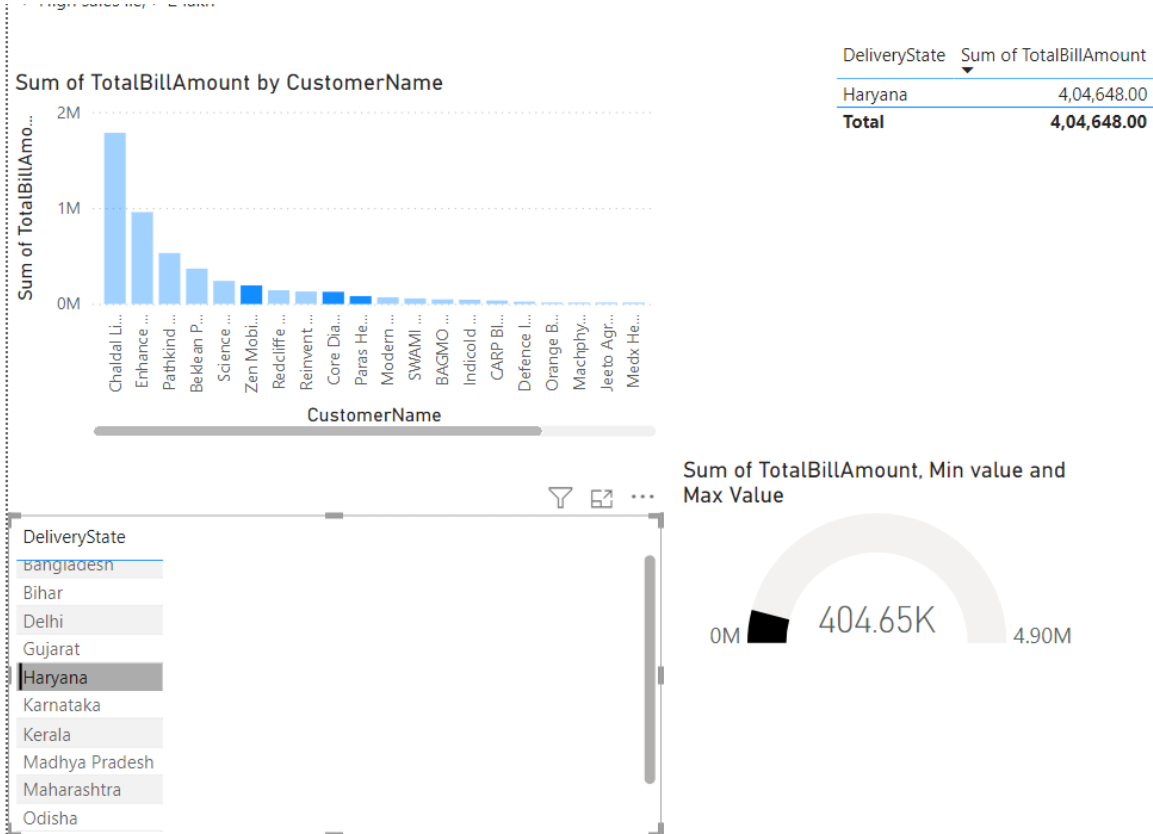 DeliveryState Sum of TotalBillAmount
Haryana 4,04,648.00
Total 4,04,648.00
Sum of TotalBillAmount by CustomerName
Sum of TotalBillAmo...
2M
1M
0M
Chaldal Li...
Enhance ...
Pathkind ...
Beklean P...
Science ...
Zen Mobi...
Redcliffe ...
Reinvent ...
Core Dia...
Paras He...
Modern ...
SWAMI ...
BAGMO ...
Indicold ...
CARP BI...
Defence I...
Orange B...
Machphy...
Jeeto Agr...
Medx He...
CustomerName
Sum of TotalBillAmount, Min value and
Max Value
0M 404.65K 4.90M
DeliveryState
Bangladesh
Bihar
Delhi
Gujarat
Haryana
Karnataka
Kerala
Madhya Pradesh
Maharashtra
Odisha